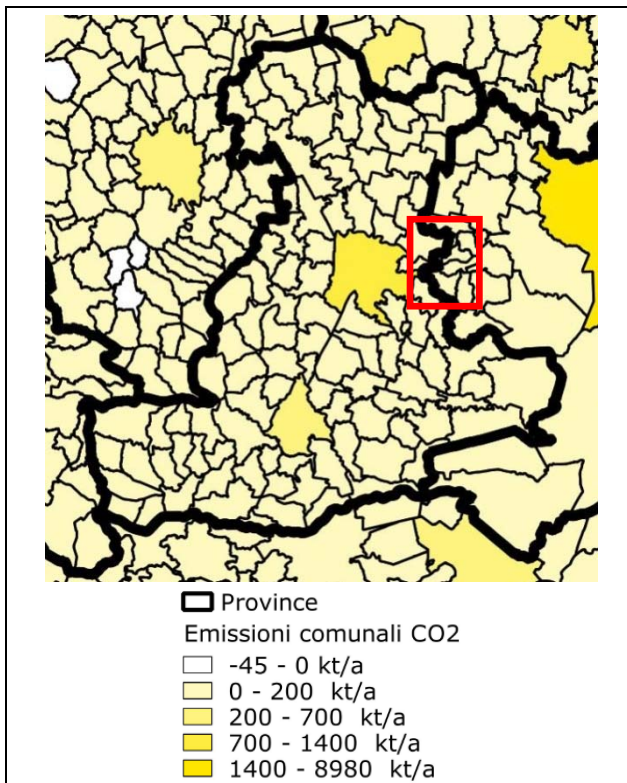 Province
Emissioni comunali CO2
-45 - 0 kt/a
0 - 200 kt/a
200 - 700 kt/a
700 - 1400 kt/a
1400 - 8980 kt/a